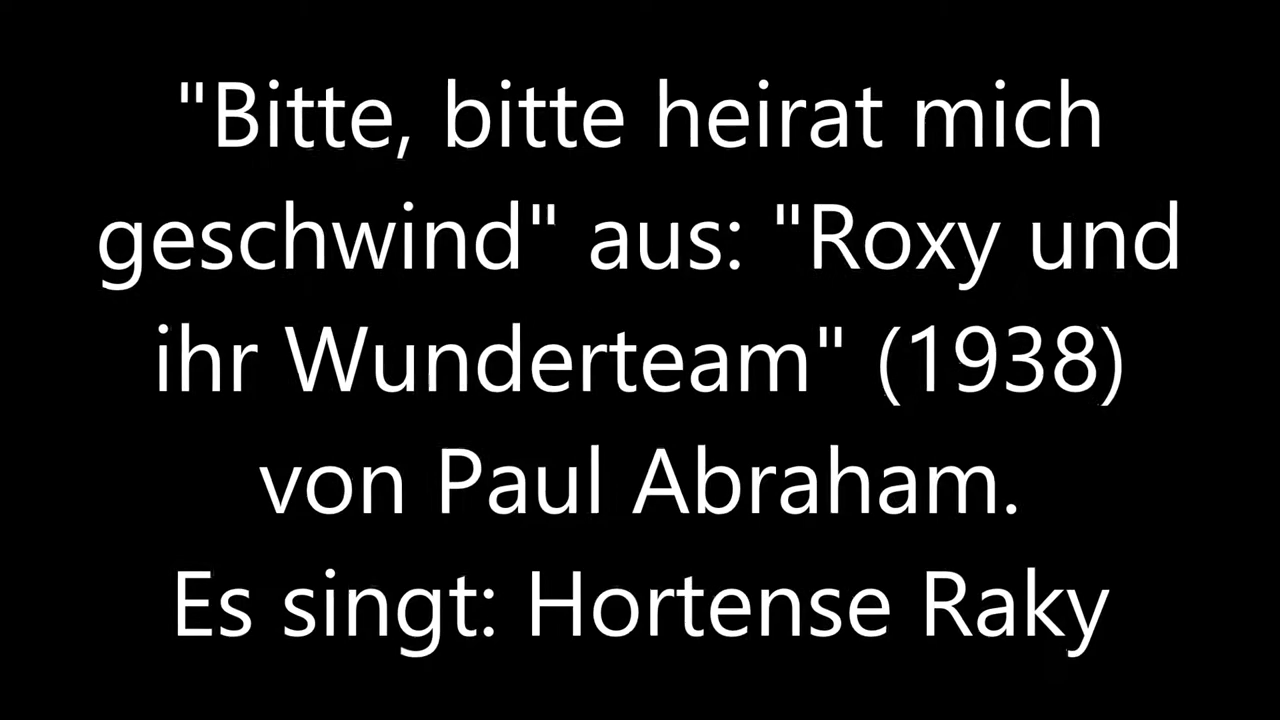 "Bitte, bitte heirat mich
geschwind" aus: "Roxy und
ihr Wunderteam" (1938)
von Paul Abraham.
Es singt: Hortense Raky